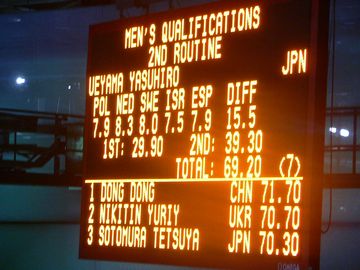 MEN'S QUALIFICATIONS
2ND ROUTINE
UEYAMA YASUHIRO JPN
POL NED SWE ISR ESP DIFF
7.9 8.3 8.0 7.5 7.9 15.5
1ST: 29.90 2ND: 39.30
TOTAL: 69.20 (7)
1 DONG DONG CHN 71.70
2 NIKITIN YURIY UKR 70.70
3 SOTOMURA TETSUYA JPN 70.30